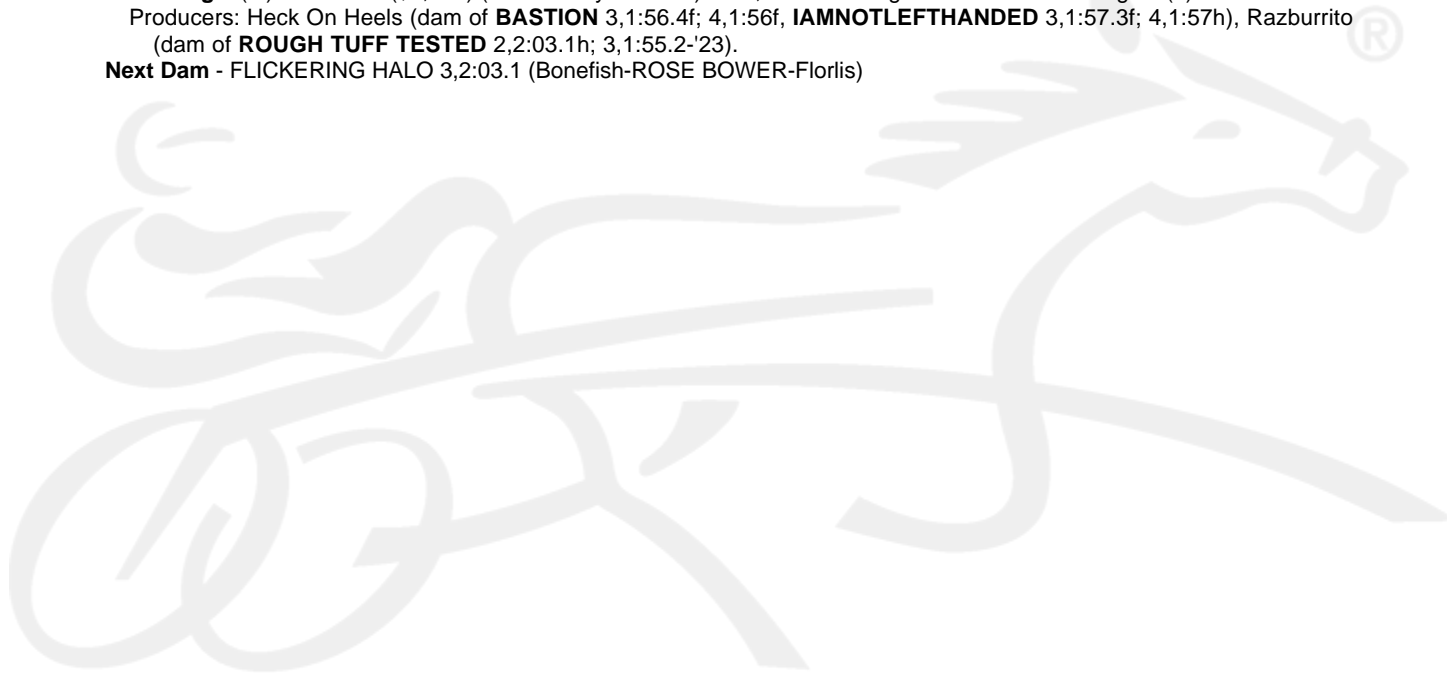 Producers: Heck On Heels (dam of BASTION 3,1:56.4f; 4,1:56f, IAMNOTLEFTHANDED 3,1:57.3f; 4,1:57h), Razburrito
(dam of ROUGH TUFF TESTED 2,2:03.1h; 3,1:55.2-'23).
Next Dam - FLICKERING HALO 3,2:03.1 (Bonefish-ROSE BOWER-Florlis)
®